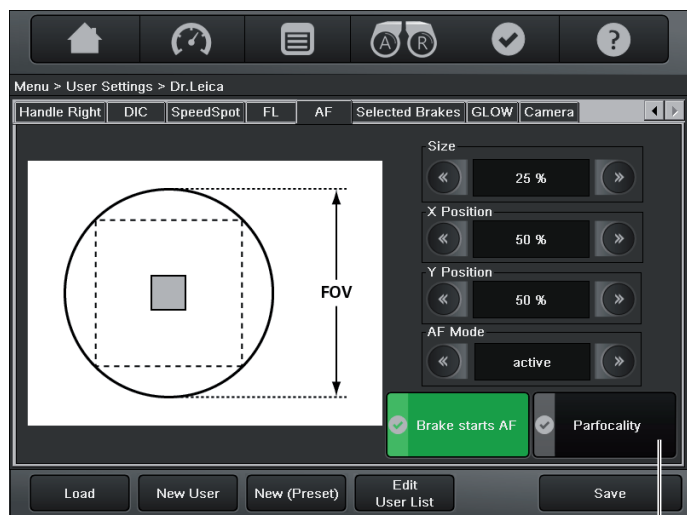 A R ?
Menu > User Settings > Dr.Leica
Handle Right DIC SpeedSpot FL AF Selected Brakes GLOW Camera
Size
25 %
X Position
50 %
Y Position
50 %
AF Mode
active
FOV
Brake starts AF Parfocality
Load New User New (Preset) Edit User List Save